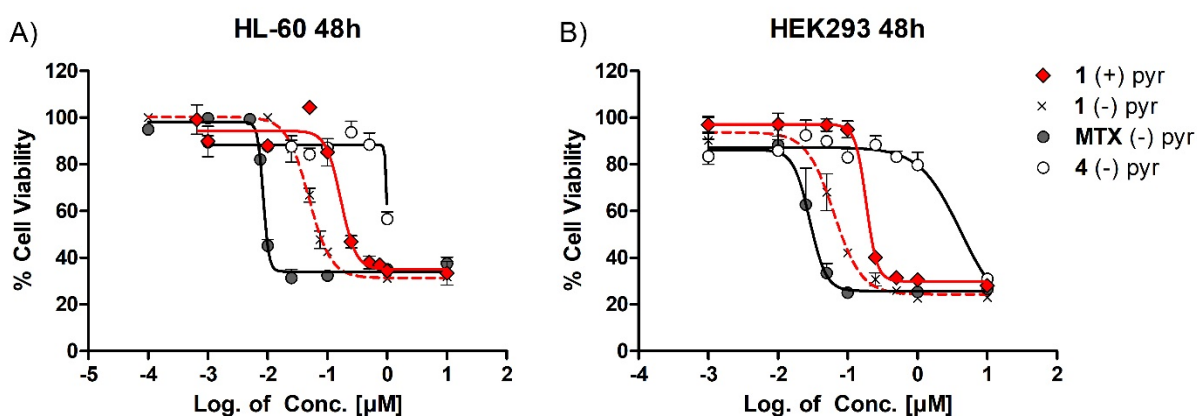 A)
HL-60 48h
% Cell Viability
120
100
80
60
40
20
0
-5 -4 -3 -2 -1 0 1 2
Log. of Conc. [µM]
B)
HEK293 48h
% Cell Viability
120
100
80
60
40
20
0
-4 -3 -2 -1 0 1 2
Log. of Conc. [µM]
1 (+) pyr
1 (-) pyr
MTX (-) pyr
4 (-) pyr